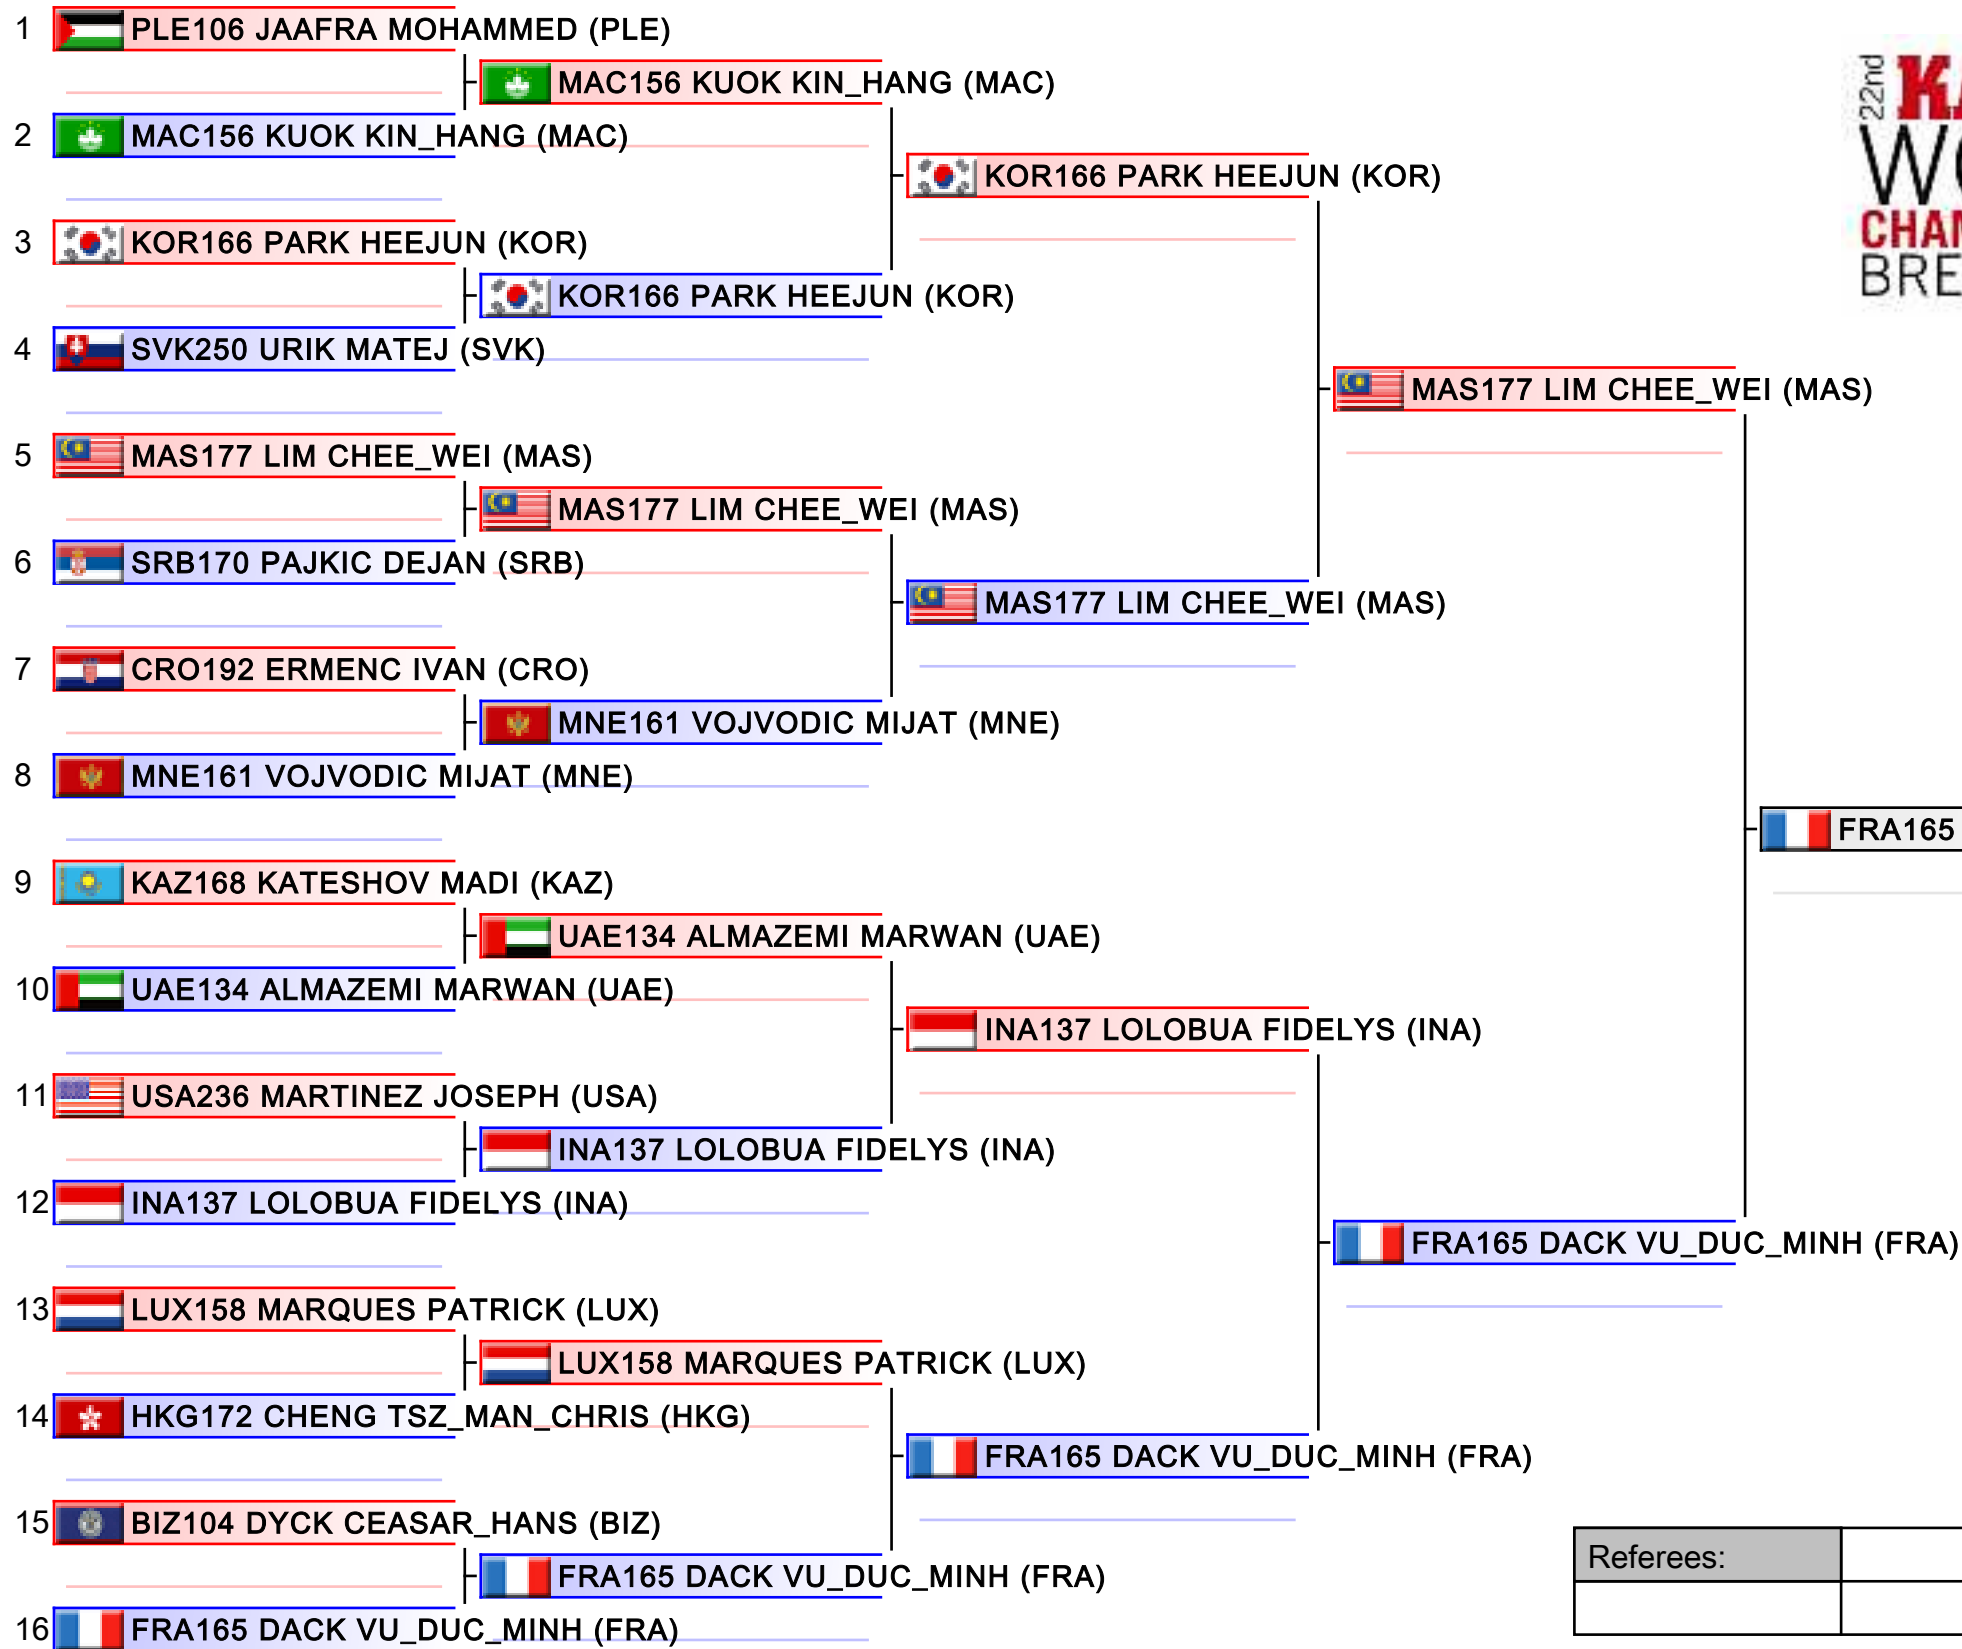 1 PLE106 JAAFRA MOHAMMED (PLE)
MAC156 KUOK KIN_HANG (MAC)
2 MAC156 KUOK KIN_HANG (MAC)
KOR166 PARK HEEJUN (KOR)
3 KOR166 PARK HEEJUN (KOR)
KOR166 PARK HEEJUN (KOR)
4 SVK250 URIK MATEJ (SVK)
MAS177 LIM CHEE_WEI (MAS)
5 MAS177 LIM CHEE_WEI (MAS)
MAS177 LIM CHEE_WEI (MAS)
6 SRB170 PAJKIC DEJAN (SRB)
MAS177 LIM CHEE_WEI (MAS)
7 CRO192 ERMENC IVAN (CRO)
MNE161 VOJVODIC MIJAT (MNE)
8 MNE161 VOJVODIC MIJAT (MNE)
FRA165
9 KAZ168 KATESHOV MADI (KAZ)
UAE134 ALMAZEMI MARWAN (UAE)
10 UAE134 ALMAZEMI MARWAN (UAE)
INA137 LOLOBUA FIDELYS (INA)
11 USA236 MARTINEZ JOSEPH (USA)
INA137 LOLOBUA FIDELYS (INA)
12 INA137 LOLOBUA FIDELYS (INA)
FRA165 DACK VU_DUC_MINH (FRA)
13 LUX158 MARQUES PATRICK (LUX)
LUX158 MARQUES PATRICK (LUX)
14 HKG172 CHENG TSZ_MAN_CHRIS (HKG)
FRA165 DACK VU_DUC_MINH (FRA)
15 BIZ104 DYCK CEASAR_HANS (BIZ)
FRA165 DACK VU_DUC_MINH (FRA)
16 FRA165 DACK VU_DUC_MINH (FRA)
22nd
Referees: